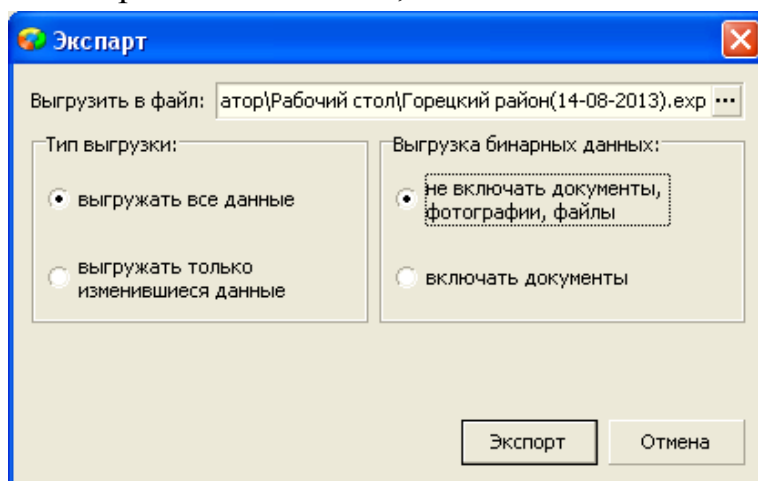 Экспарт
Выгрузить в файл: атор\Рабочий стол\Горецкий район(14-08-2013).exp ...
Тип выгрузки:
выгружать все данные
выгружать только
изменившиеся данные
Выгрузка бинарных данных:
не включать документы,
фотографии, файлы
включать документы
Экспорт
Отмена